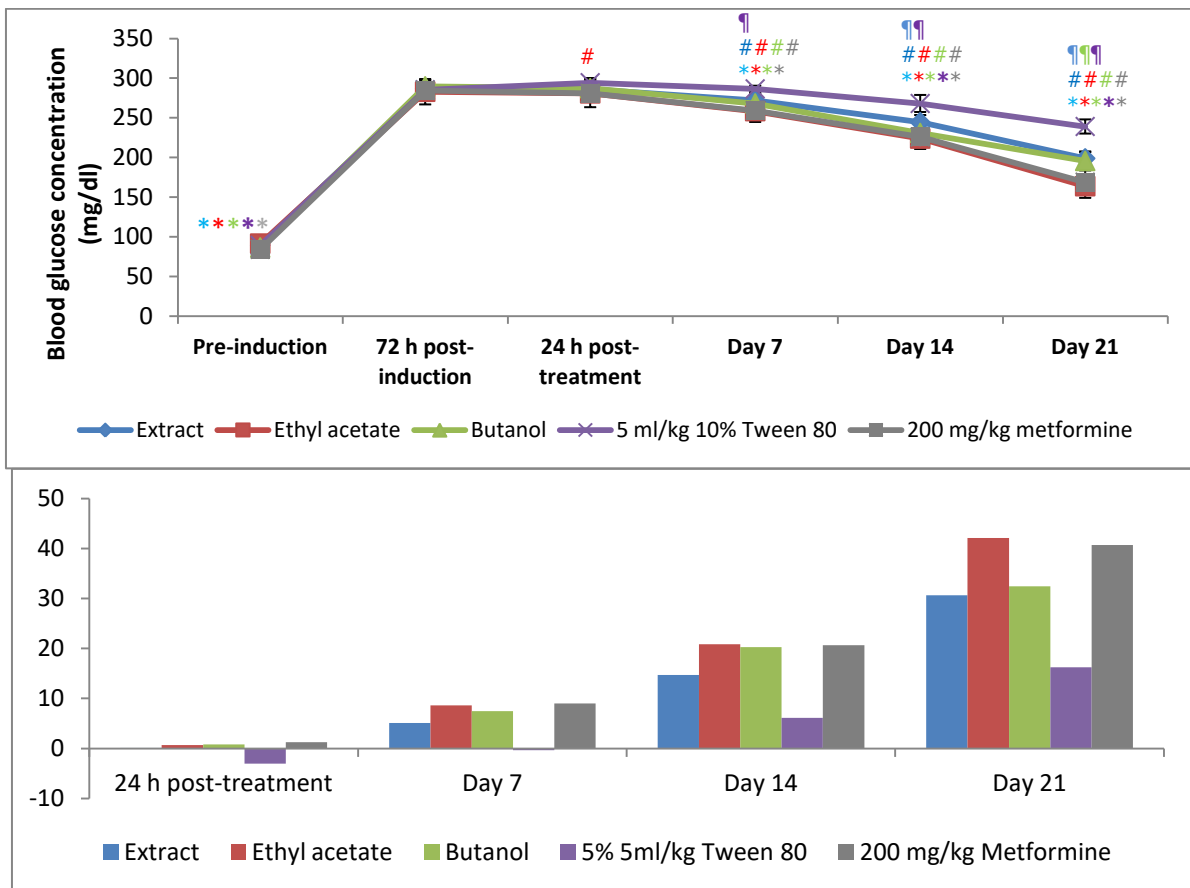 350
300
250
200
150
100
50
0
Blood glucose concentration
(mg/dl)
#
¶
####
****
¶¶
####
*****
¶¶¶
####
*****
*****
Pre-induction
72 h post-
induction
24 h post-
treatment
Day 7
Day 14
Day 21
Extract Ethyl acetate Butanol 5 ml/kg 10% Tween 80 200 mg/kg metformine
50
40
30
20
10
0
-10
24 h post-treatment Day 7 Day 14 Day 21
Extract Ethyl acetate Butanol 5% 5ml/kg Tween 80 200 mg/kg Metformine